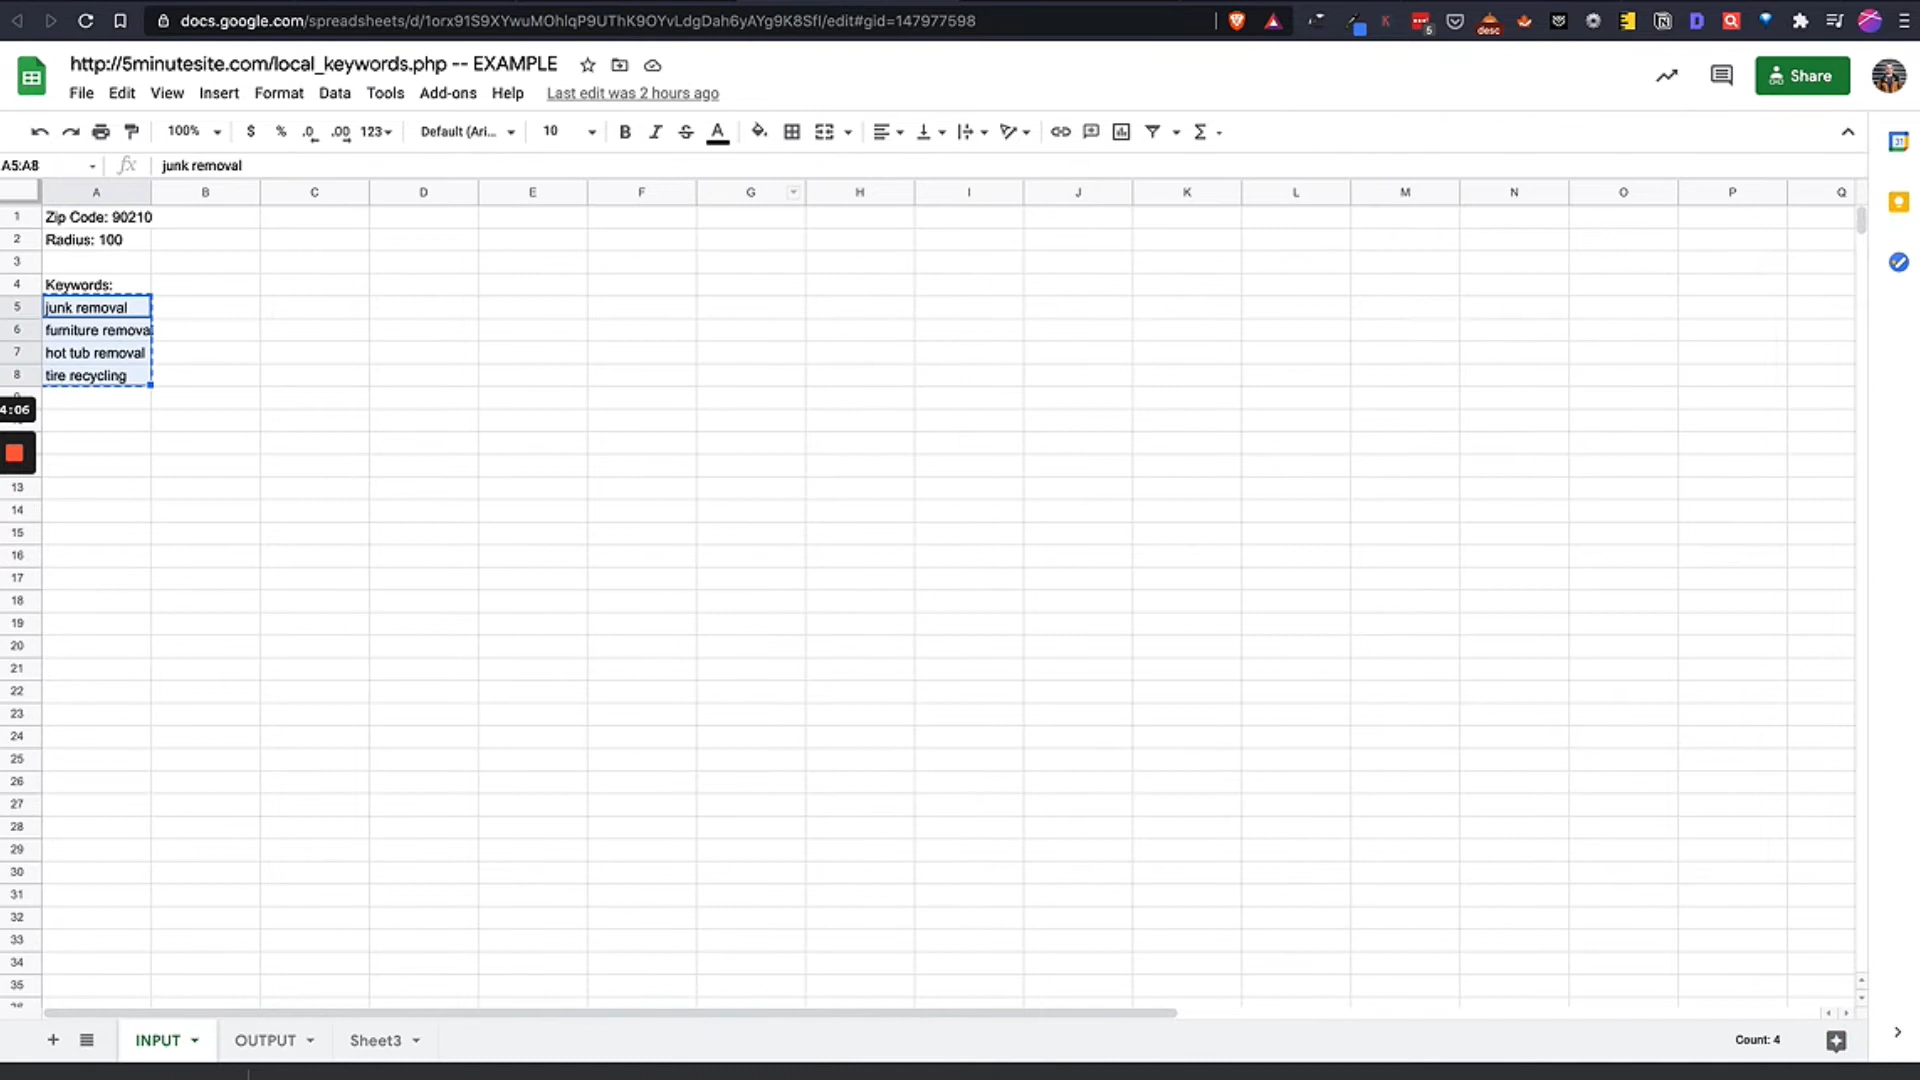 docs.google.com/spreadsheets/d/1orx91S9XYwuMOhlqP9UThK9OYvLdgDah6yAYg9K8SfI/edit#gid=147977598
http://5minutesite.com/local_keywords.php -- EXAMPLE
File Edit View Insert Format Data Tools Add-ons Help Last edit was 2 hours ago
Share
100% $ % .0 .00 123 Default (Ari... 10 B I S A
A5:A8 fx junk removal
A B C D E F G H I J K L M N O P Q
1 Zip Code: 90210
2 Radius: 100
3
4 Keywords:
5 junk removal
6 furniture remova
7 hot tub removal
8 tire recycling
4:06
13
14
15
16
17
18
19
20
21
22
23
24
25
26
27
28
29
30
31
32
33
34
35
+ INPUT OUTPUT Sheet3 Count: 4